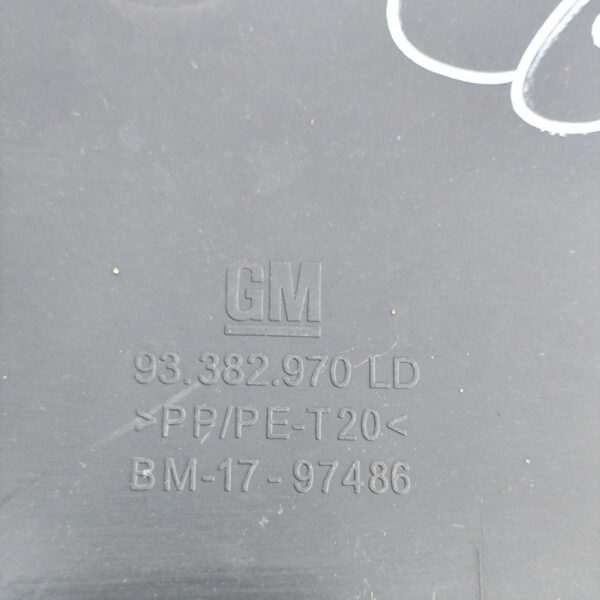 GM
93.382.970 LD
>PP/PE-T20<
BM-17-97486